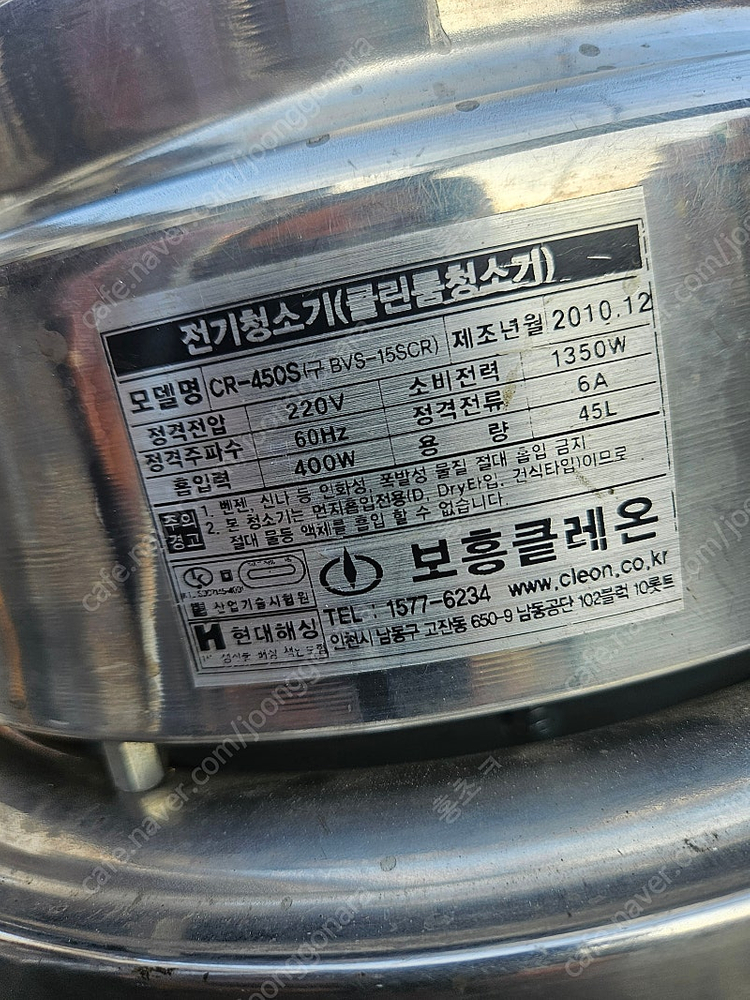 전기청소기(클린룸청소기)
모델명 CR-450S(구 BVS-15SCR) 제조년월 2010.12
정격전압 220V 소비전력 1350W
정격주파수 60Hz 정격전류 6A
흡입력 400W 용 량 45L
주의 경고
1. 벤젠, 신나 등 인화성 폭발성 물질 절대 흡입 금지
2. 본 청소기는 먼지흡입전용(D, Dry타입, 건식타입)이므로
절대 물등 액체를 흡입 할 수 없습니다.
산업기술시험원
보흥클레온
TEL : 1577-6234 www.cleon.co.kr
H 현대해상
인천시 남동구 고잔동 650-9 남동공단 102블럭 10롯트
cafe.naver.com/joonggonara
홍초ㅋ